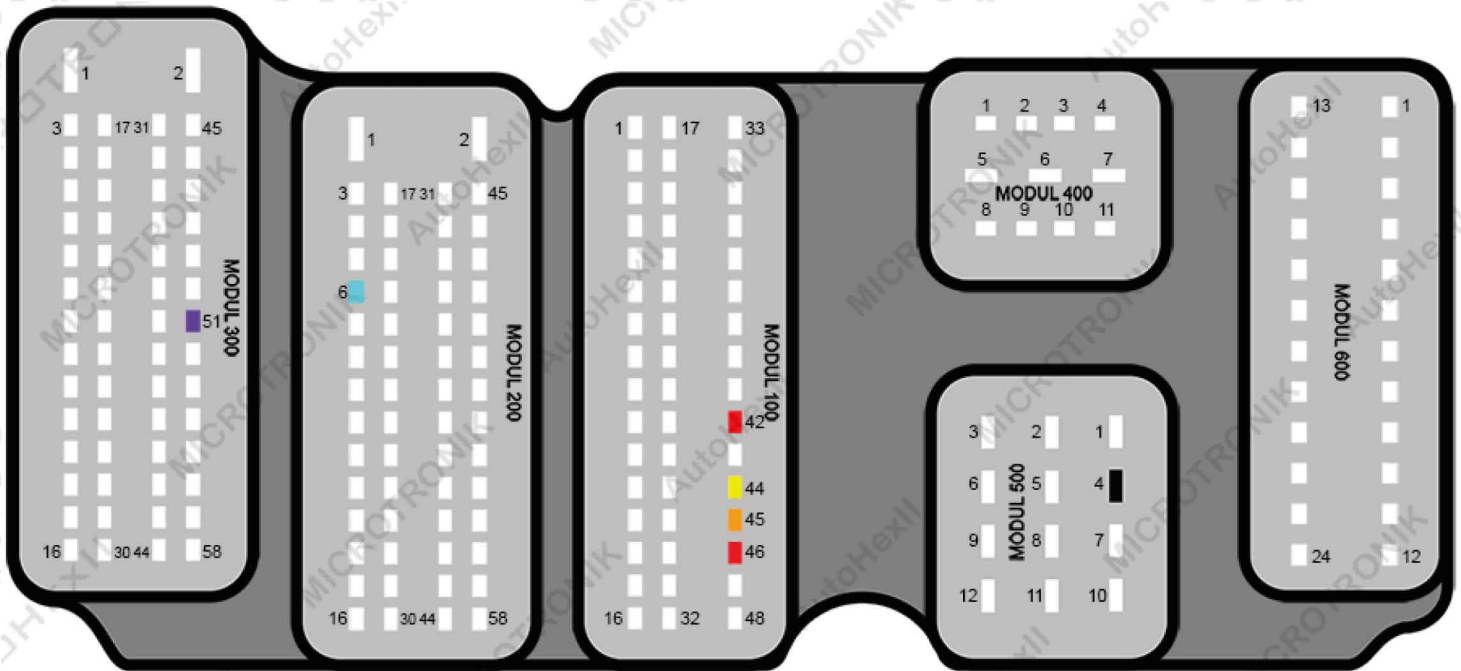 1 2
3 17 31 45
51
16 30 44 58
MODUL 300
1 2
3 17 31 45
6
16 30 44 58
MODUL 200
1 17 33
42
44
45
46
16 32 48
MODUL 100
1 2 3 4
5 6 7
MODUL 400
8 9 10 11
3 2 1
6 5 4
9 8 7
12 11 10
MODUL 500
13 1
24 12
MODUL 600
MICROTRONIK
AutoHexII